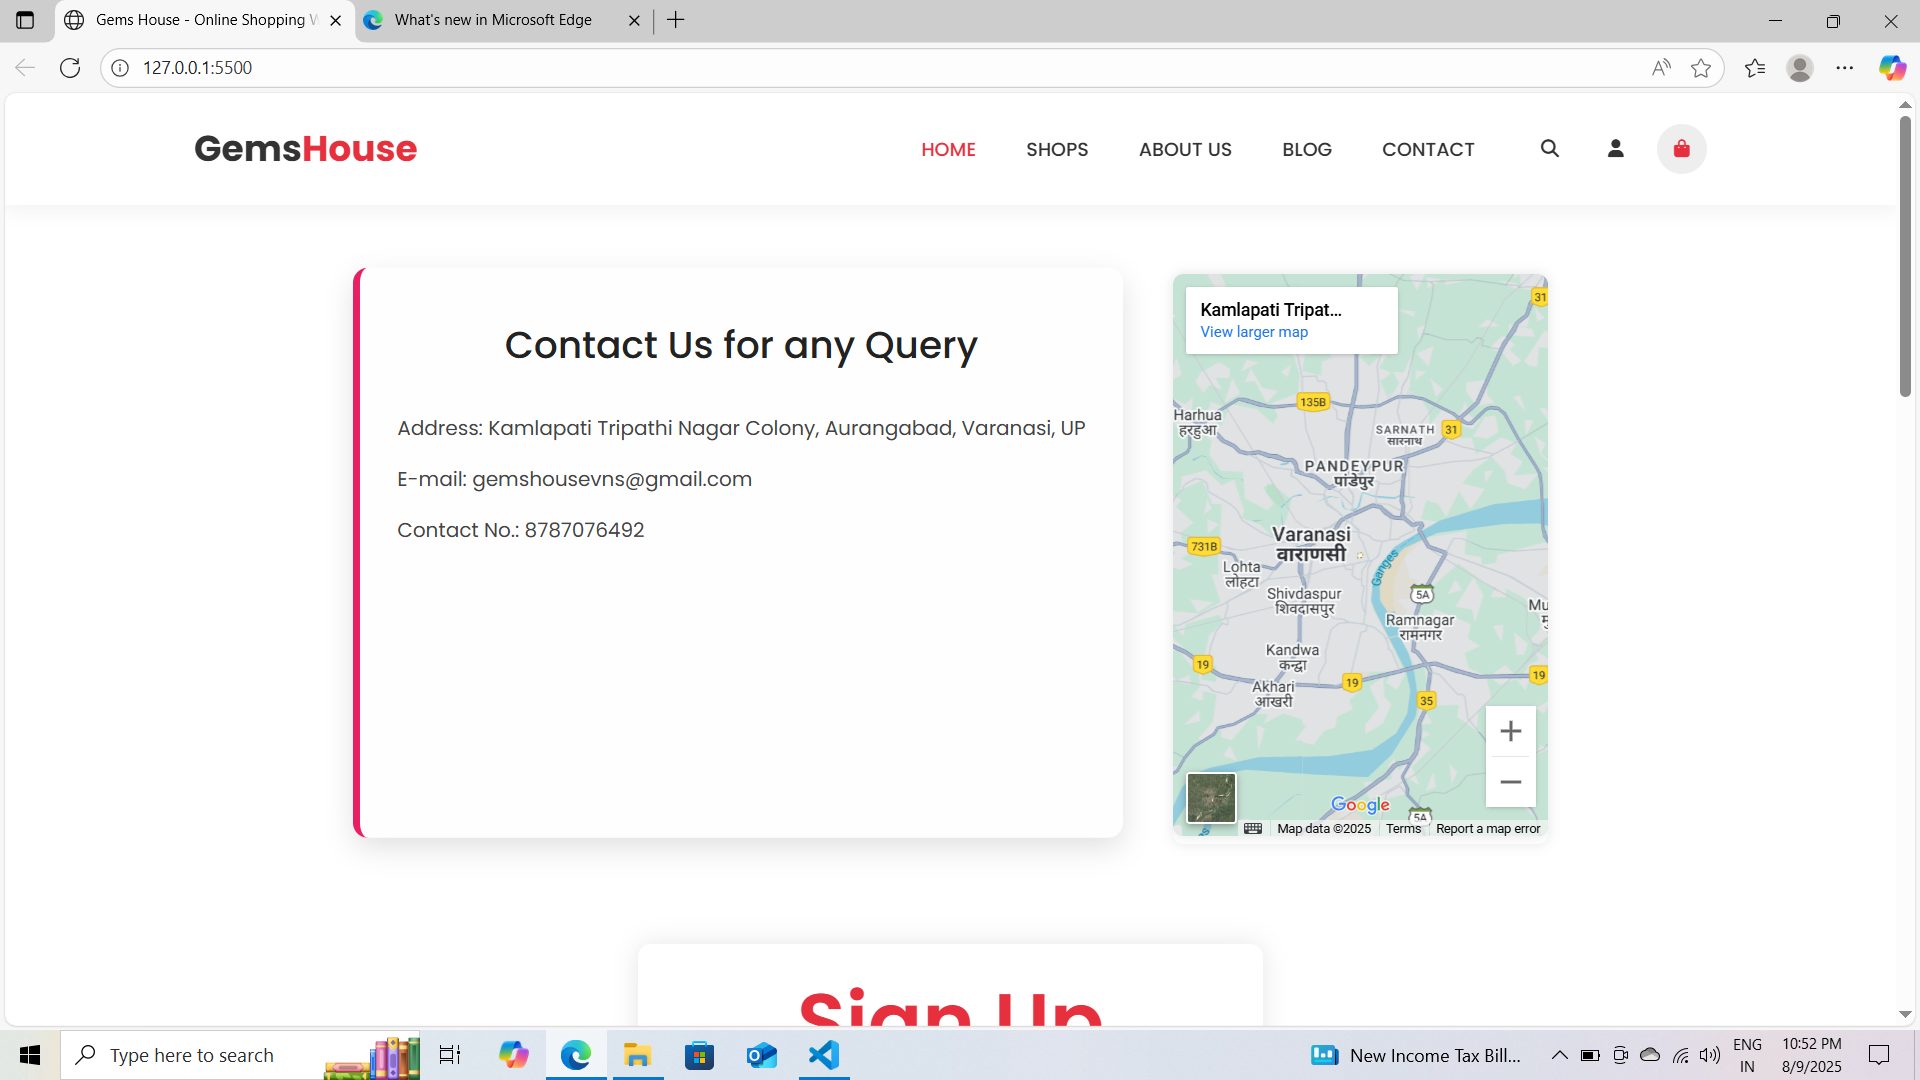 Gems House - Online Shopping W
What's new in Microsoft Edge
127.0.0.1:5500
GemsHouse
HOME
SHOPS
ABOUT US
BLOG
CONTACT
Contact Us for any Query
Address: Kamlapati Tripathi Nagar Colony, Aurangabad, Varanasi, UP
E-mail: gemshousevns@gmail.com
Contact No.: 8787076492
Kamlapati Tripat...
View larger map
31
135B
Harhua
हरहुआ
SARNATH
सारनाथ
31
PANDEYPUR
पांडेपुर
Varanasi
वाराणसी
731B
Lohta
लोहटा
Ganges
Shivdaspur
शिवदासपुर
5A
Mu
Ramnagar
रामनगर
Kandwa
कन्द्वा
19
19
19
Akhari
आखरी
35
Google
5A
Map data ©2025
Terms
Report a map error
Sign Up
Type here to search
New Income Tax Bill...
ENG
IN
10:52 PM
8/9/2025